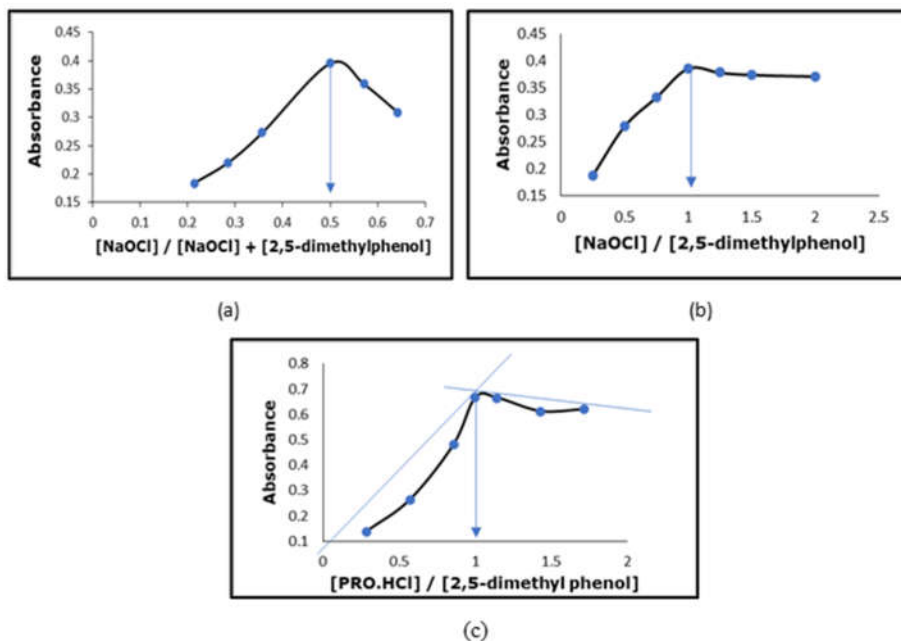 0.45
0.4
0.35
0.3
0.25
0.2
0.15
Absorbance
0 0.1 0.2 0.3 0.4 0.5 0.6 0.7
[NaOCl] / [NaOCl] + [2,5-dimethylphenol]
(a)
0.45
0.4
0.35
0.3
0.25
0.2
0.15
Absorbance
0 0.5 1 1.5 2 2.5
[NaOCl] / [2,5-dimethylphenol]
(b)
0.8
0.7
0.6
0.5
0.4
0.3
0.2
0.1
Absorbance
0 0.5 1 1.5 2
[PRO.HCl] / [2,5-dimethyl phenol]
(c)